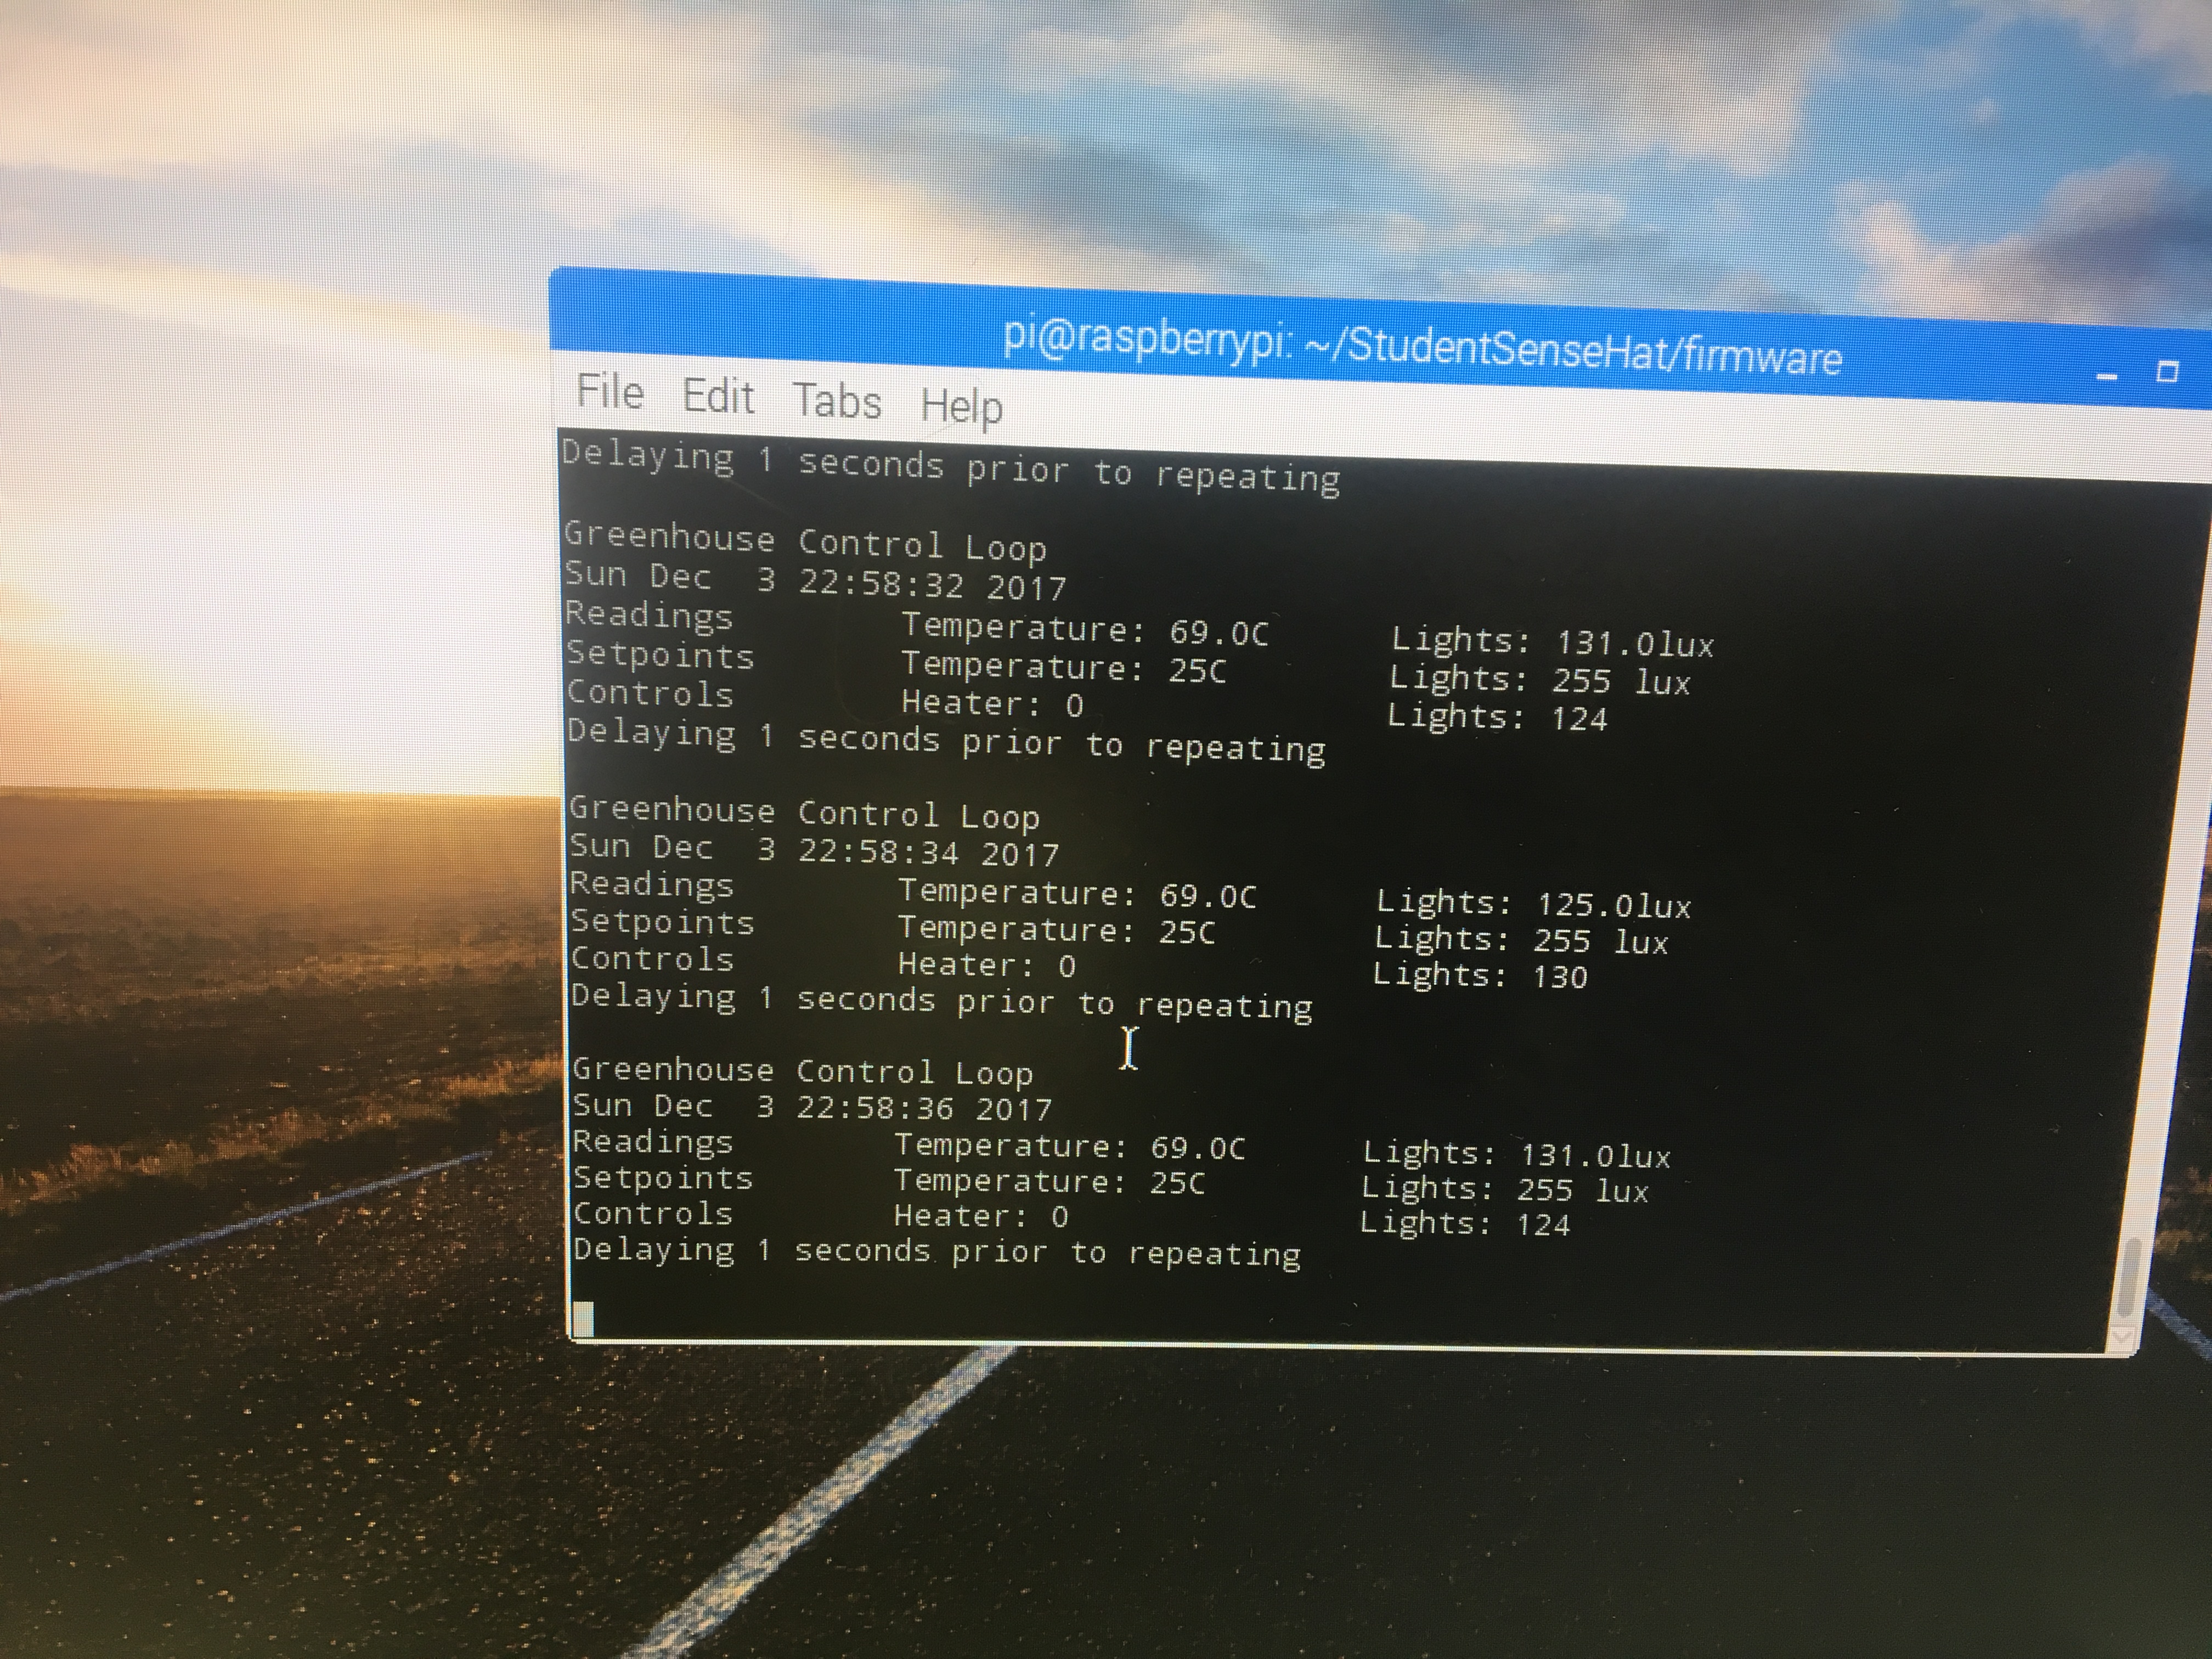 pi@raspberrypi: ~/StudentSenseHat/firmware
File Edit Tabs Help
Delaying 1 seconds prior to repeating
Greenhouse Control Loop
Sun Dec  3 22:58:32 2017
Readings Temperature: 69.0C Lights: 131.0lux
Setpoints Temperature: 25C Lights: 255 lux
Controls Heater: 0 Lights: 124
Delaying 1 seconds prior to repeating
Greenhouse Control Loop
Sun Dec  3 22:58:34 2017
Readings Temperature: 69.0C Lights: 125.0lux
Setpoints Temperature: 25C Lights: 255 lux
Controls Heater: 0 Lights: 130
Delaying 1 seconds prior to repeating
Greenhouse Control Loop
Sun Dec  3 22:58:36 2017
Readings Temperature: 69.0C Lights: 131.0lux
Setpoints Temperature: 25C Lights: 255 lux
Controls Heater: 0 Lights: 124
Delaying 1 seconds prior to repeating